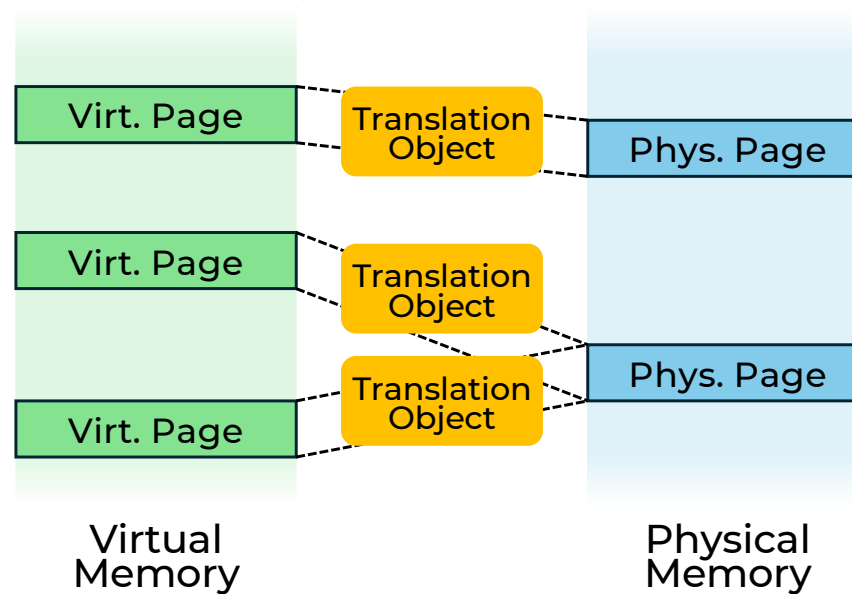 Virt. Page
Translation
Object
Phys. Page
Virt. Page
Translation
Object
Phys. Page
Virt. Page
Translation
Object
Virtual
Memory
Physical
Memory